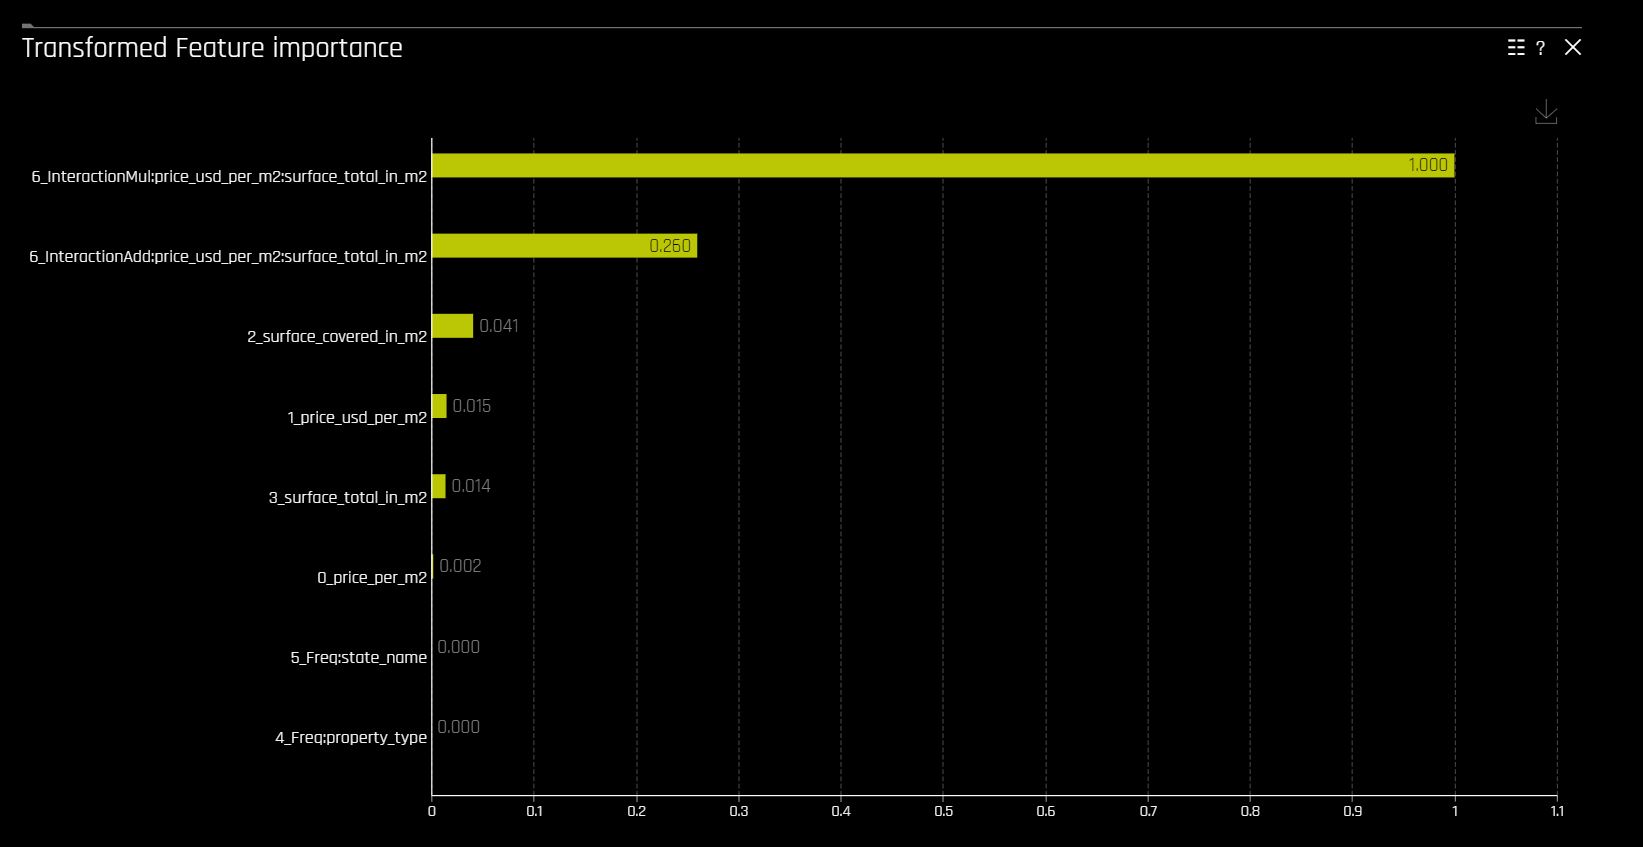 Transformed Feature importance
?
6_InteractionMul:price_usd_per_m2:surface_total_in_m2
1.000
6_InteractionAdd:price_usd_per_m2:surface_total_in_m2
0.260
2_surface_covered_in_m2
0.041
1_price_usd_per_m2
0.015
3_surface_total_in_m2
0.014
0_price_per_m2
0.002
5_Freq:state_name
0.000
4_Freq:property_type
0.000
0 0.1 0.2 0.3 0.4 0.5 0.6 0.7 0.8 0.9 1 1.1